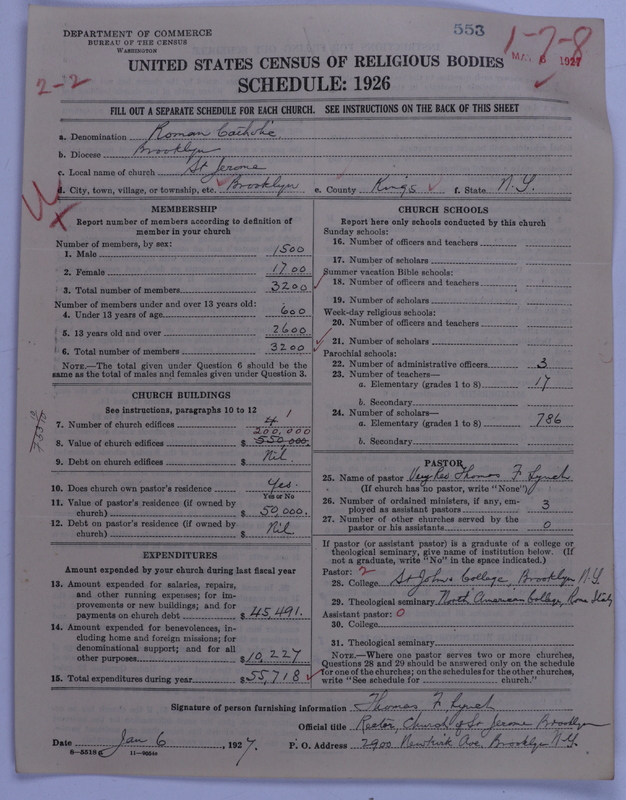 DEPARTMENT OF COMMERCE
BUREAU OF THE CENSUS
WASHINGTON
553
1-7-8
MAR 8 1927
2-2
UNITED STATES CENSUS OF RELIGIOUS BODIES
SCHEDULE: 1926
FILL OUT A SEPARATE SCHEDULE FOR EACH CHURCH. SEE INSTRUCTIONS ON THE BACK OF THIS SHEET
a. Denomination Roman Catholic
b. Diocese Brooklyn
c. Local name of church St Jerome
d. City, town, village, or township, etc. Brooklyn e. County Kings f. State N.Y.
MEMBERSHIP
Report number of members according to definition of
member in your church
Number of members, by sex:
1. Male 1500
2. Female 1700
3. Total number of members 3200
Number of members under and over 13 years old:
4. Under 13 years of age 600
5. 13 years old and over 2600
6. Total number of members 3200
NOTE.—The total given under Question 6 should be
same as the total of males and females given under Question 3.
CHURCH BUILDINGS
See instructions, paragraphs 10 to 12
7. Number of church edifices 4 1
200,000
8. Value of church edifices $ 550,000.
9. Debt on church edifices $ Nil.
10. Does church own pastor's residence Yes.
Yes or No
11. Value of pastor's residence (if owned by
church) $ 50,000.
12. Debt on pastor's residence (if owned by
church) $ Nil
EXPENDITURES
Amount expended by your church during last fiscal year
13. Amount expended for salaries, repairs,
and other running expenses; for im-
provements or new buildings; and for
payments on church debt $ 45,491.
14. Amount expended for benevolences, in-
cluding home and foreign missions; for
denominational support; and for all
other purposes $ 10,227
15. Total expenditures during year $ 55,718
CHURCH SCHOOLS
Report here only schools conducted by this church
Sunday schools:
16. Number of officers and teachers
17. Number of scholars
Summer vacation Bible schools:
18. Number of officers and teachers
19. Number of scholars
Week-day religious schools:
20. Number of officers and teachers
21. Number of scholars
Parochial schools:
22. Number of administrative officers 3
23. Number of teachers—
a. Elementary (grades 1 to 8) 17
b. Secondary
24. Number of scholars—
a. Elementary (grades 1 to 8) 786
b. Secondary
PASTOR
25. Name of pastor Very Rev Thomas F Lynch
(If church has no pastor, write "None")
26. Number of ordained ministers, if any, em-
ployed as assistant pastors 3
27. Number of other churches served by the
pastor or his assistants 0
If pastor (or assistant pastor) is a graduate of a college or
theological seminary, give name of institution below. (If
not a graduate, write "No" in the space indicated.)
Pastor: 2
28. College St John's College, Brooklyn N.Y.
29. Theological seminary North American College, Rome Italy
Assistant pastor: 0
30. College
31. Theological seminary
NOTE.—Where one pastor serves two or more churches,
Questions 28 and 29 should be answered only on the schedule
for one of the churches; on the schedules for the other churches,
write "See schedule for church."
Signature of person furnishing information Thomas F Lynch
Official title Rector, Church of St Jerome Brooklyn
Date Jan 6, 1927. P. O. Address 2900 Newkirk Ave. Brooklyn N.Y.